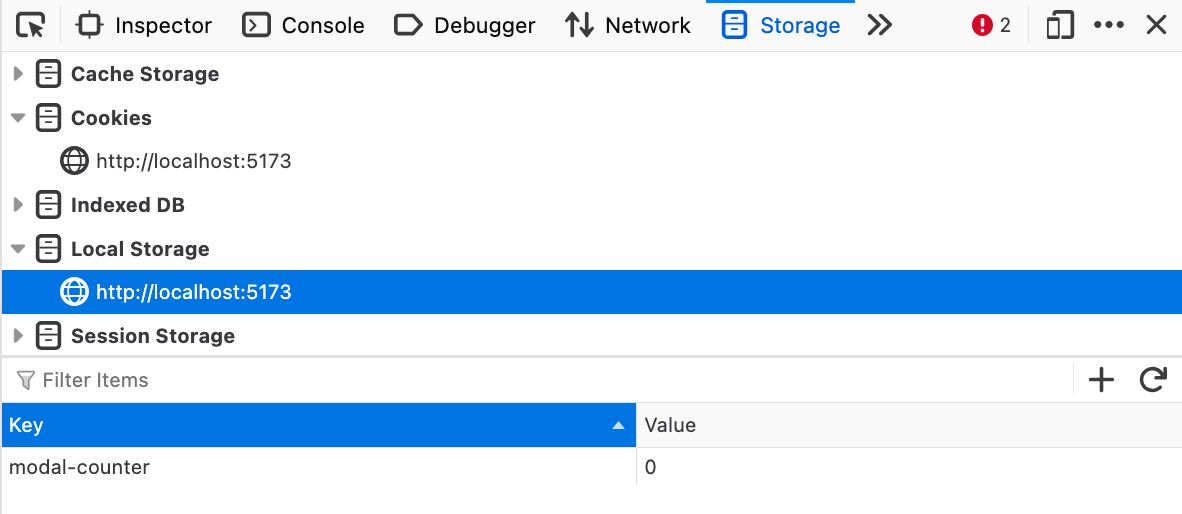 Inspector Console Debugger Network Storage 2
Cache Storage
Cookies
http://localhost:5173
Indexed DB
Local Storage
http://localhost:5173
Session Storage
Filter Items
Key Value
modal-counter 0